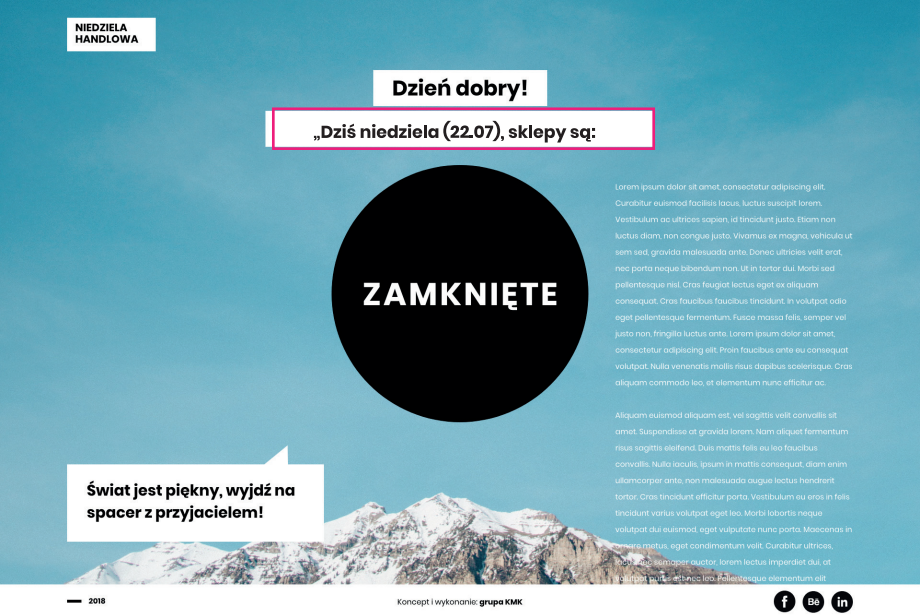 NIEDZIELA
HANDLOWA
Dzień dobry!
„Dziś niedziela (22.07), sklepy są:
ZAMKNIĘTE
Lorem ipsum dolor sit amet, consectetur adipiscing elit.
Curabitur euismod facilisis lacus, luctus suscipit lorem.
Vestibulum ac ultrices sapien, id tincidunt justo. Etiam non
luctus diam, non congue justo. Vivamus ex magna, vehicula ut
sem sed, gravida malesuada ante. Donec ultricies velit erat,
nec porta neque bibendum non. Ut in tortor dui. Morbi sed
pellentesque nisl. Cras feugiat lectus eget ex aliquam
consequat. Cras faucibus faucibus tincidunt. In volutpat odio
eget pellentesque fermentum. Fusce massa felis, semper vel
justo non, fringilla luctus ante. Lorem ipsum dolor sit amet,
consectetur adipiscing elit. Proin faucibus ante eu consequat
volutpat. Nulla venenatis mollis risus dapibus scelerisque. Cras
aliquam commodo leo, et elementum nunc efficitur ac.
Aliquam euismod aliquam est, vel sagittis velit convallis sit
amet. Suspendisse at gravida lorem. Nam aliquet fermentum
risus sagittis eleifend. Duis mattis felis eu leo faucibus
convallis. Nulla iaculis, ipsum in mattis consequat, diam enim
ullamcorper ante, non malesuada augue lectus hendrerit
tortor. Cras tincidunt efficitur porta. Vestibulum eu eros in felis
tincidunt varius volutpat eget leo. Morbi lobortis neque
volutpat dui euismod, eget vulputate nunc porta. Maecenas in
ornare metus, eget condimentum velit. Curabitur ultrices,
semper auctor, lorem lectus imperdiet dui, at
volutpat purus est nec leo. Pellentesque elementum elit
Świat jest piękny, wyjdź na
spacer z przyjacielem!
2018
Koncept i wykonanie: grupa KMK
f
Bē
in